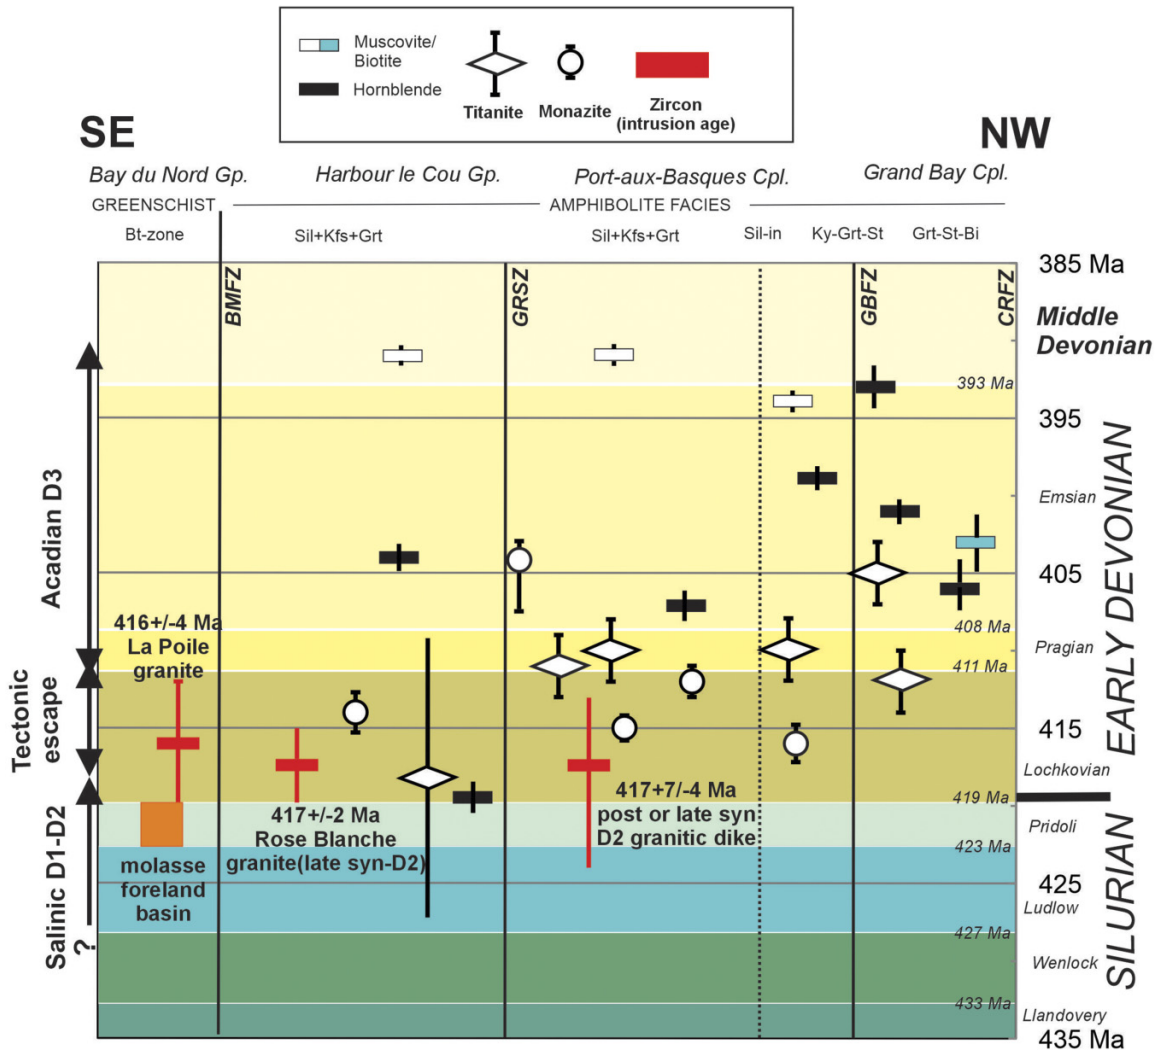 Muscovite/
Biotite
Hornblende
Titanite
Monazite
Zircon
(intrusion age)
SE
NW
Bay du Nord Gp.
Harbour le Cou Gp.
Port-aux-Basques Cpl.
Grand Bay Cpl.
GREENSCHIST
AMPHIBOLITE FACIES
Bt-zone
Sil+Kfs+Grt
Sil+Kfs+Grt
Sil-in
Ky-Grt-St
Grt-St-Bi
385 Ma
BMFZ
GRSZ
GBFZ
CRFZ
Middle
Devonian
393 Ma
395
Emsian
EARLY DEVONIAN
Acadian D3
405
416+/-4 Ma
La Poile
granite
408 Ma
Pragian
411 Ma
Tectonic
escape
415
Lochkovian
417+7/-4 Ma
post or late syn
D2 granitic dike
417+/-2 Ma
Rose Blanche
granite(late syn-D2)
419 Ma
Pridoli
423 Ma
SILURIAN
Salinic D1-D2
?
molasse
foreland
basin
425
Ludlow
427 Ma
Wenlock
433 Ma
Llandovery
435 Ma